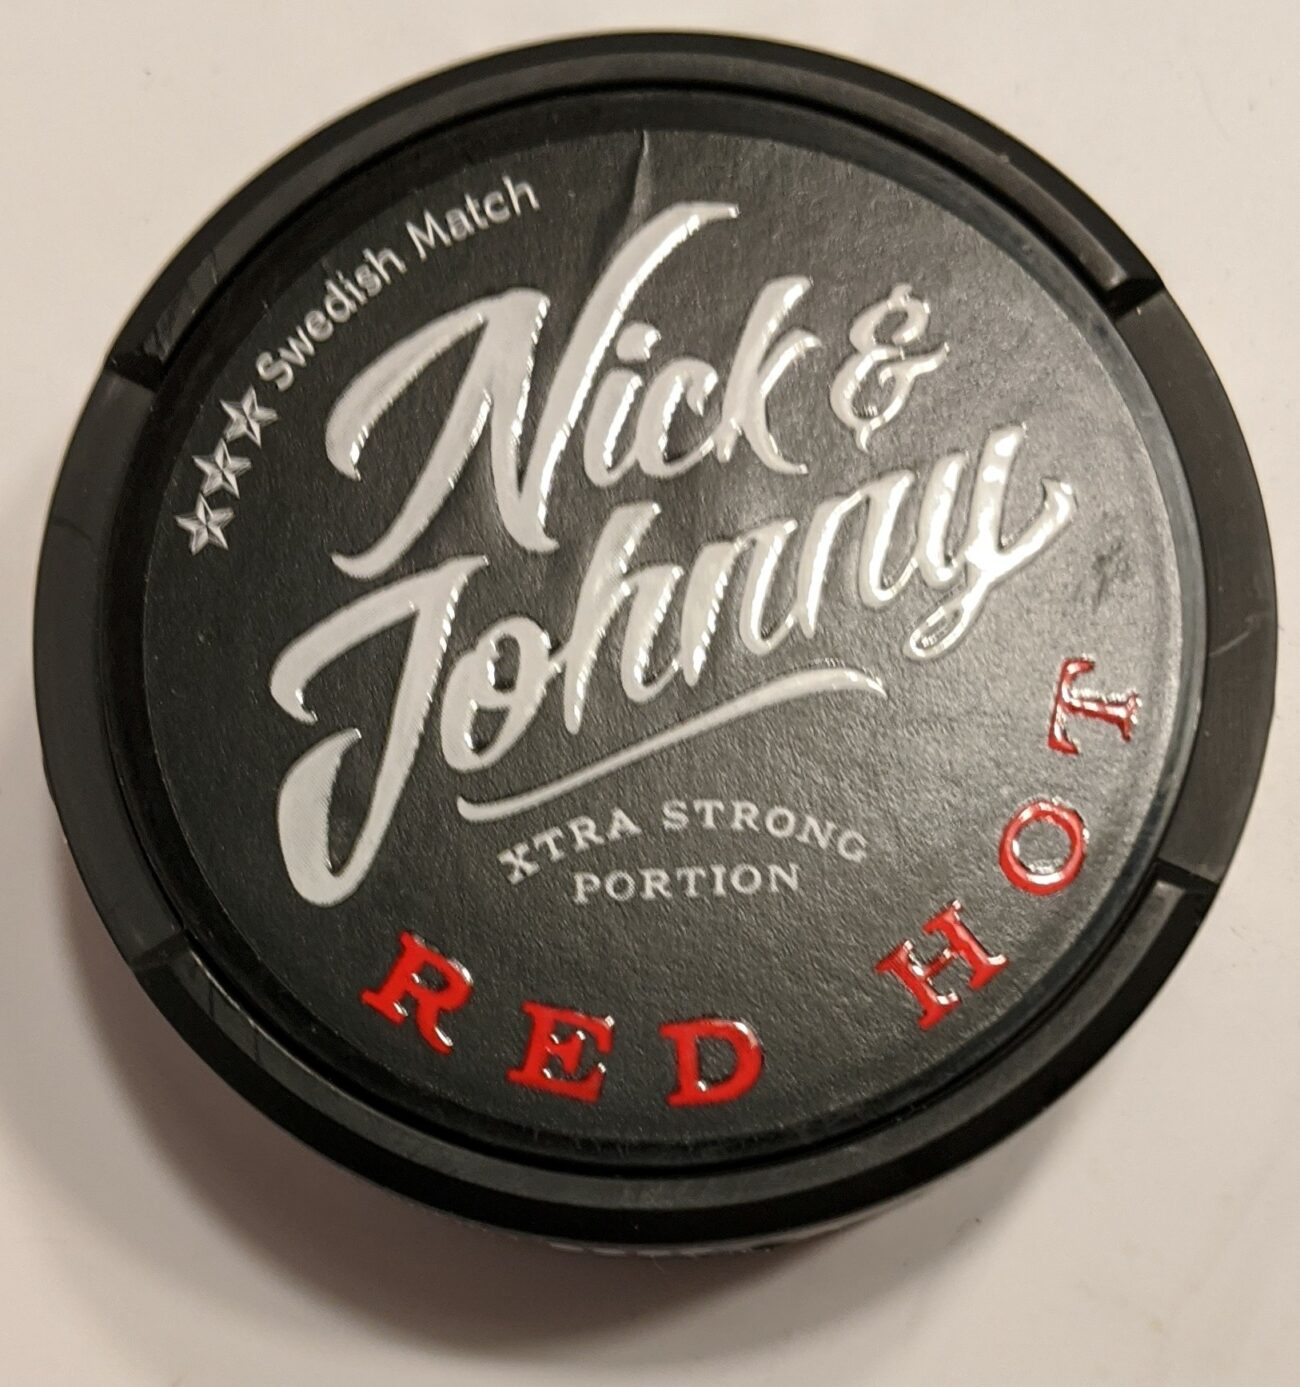 Swedish Match
Nick &
Johnny
XTRA STRONG
PORTION
RED HOT